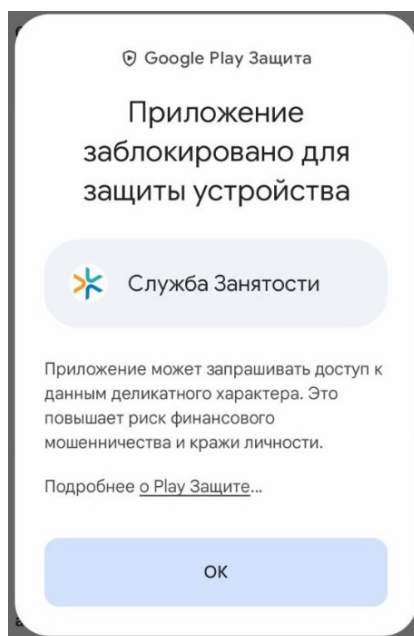 Google Play Защита
Приложение
заблокировано для
защиты устройства
Служба Занятости
Приложение может запрашивать доступ к
данным деликатного характера. Это
повышает риск финансового
мошенничества и кражи личности.
Подробнее о Play Защите...
ОК